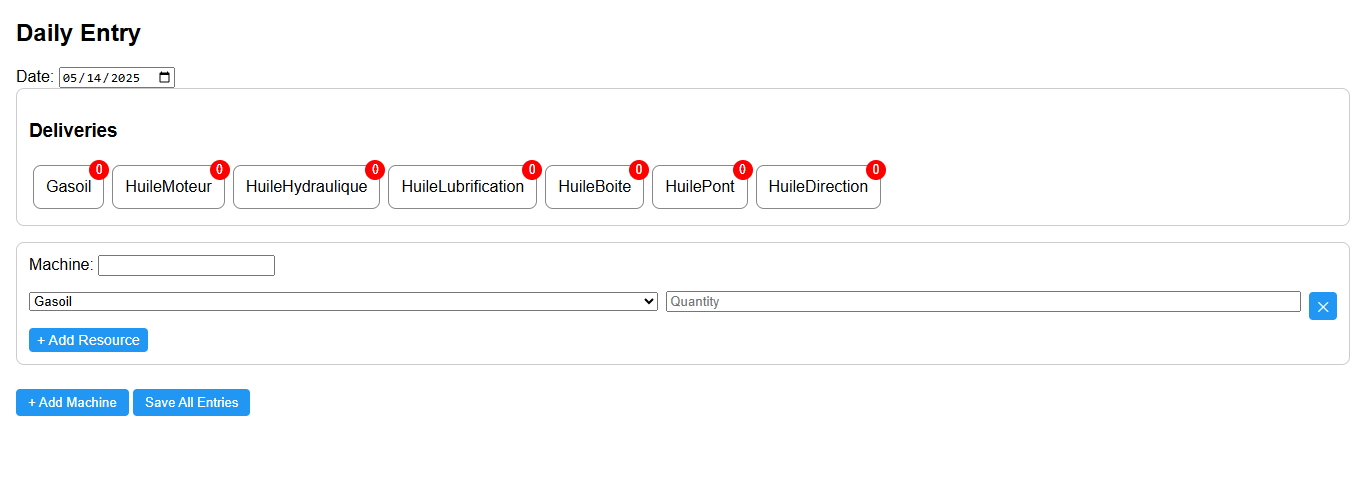 Daily Entry
Date: 05/14/2025
Deliveries
0 0 0 0 0 0 0
Gasoil HuileMoteur HuileHydraulique HuileLubrification HuileBoite HuilePont HuileDirection
Machine:
Gasoil Quantity ×
+ Add Resource
+ Add Machine Save All Entries